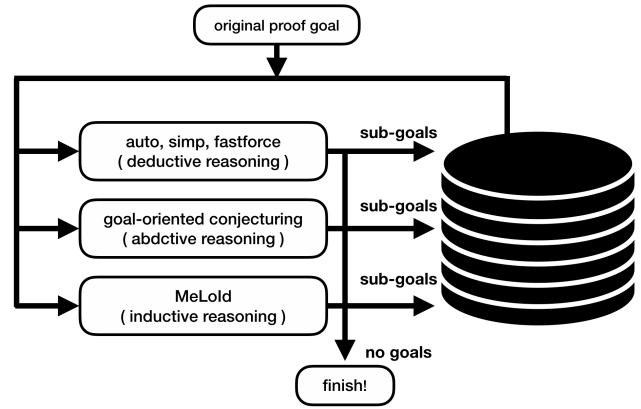 original proof goal
auto, simp, fastforce
( deductive reasoning )
sub-goals
goal-oriented conjecturing
( abdctive reasoning )
sub-goals
MeLoId
( inductive reasoning )
sub-goals
no goals
finish!